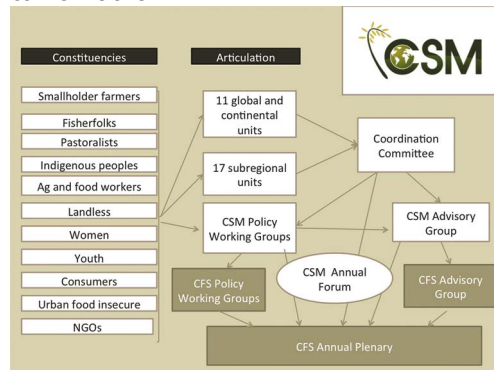 CSM
Constituencies
Articulation
Smallholder farmers
Fisherfolks
Pastoralists
Indigenous peoples
Ag and food workers
Landless
Women
Youth
Consumers
Urban food insecure
NGOs
11 global and
continental
units
17 subregional
units
CSM Policy
Working Groups
CFS Policy
Working Groups
Coordination
Committee
CSM Advisory
Group
CSM Annual
Forum
CFS Advisory
Group
CFS Annual Plenary